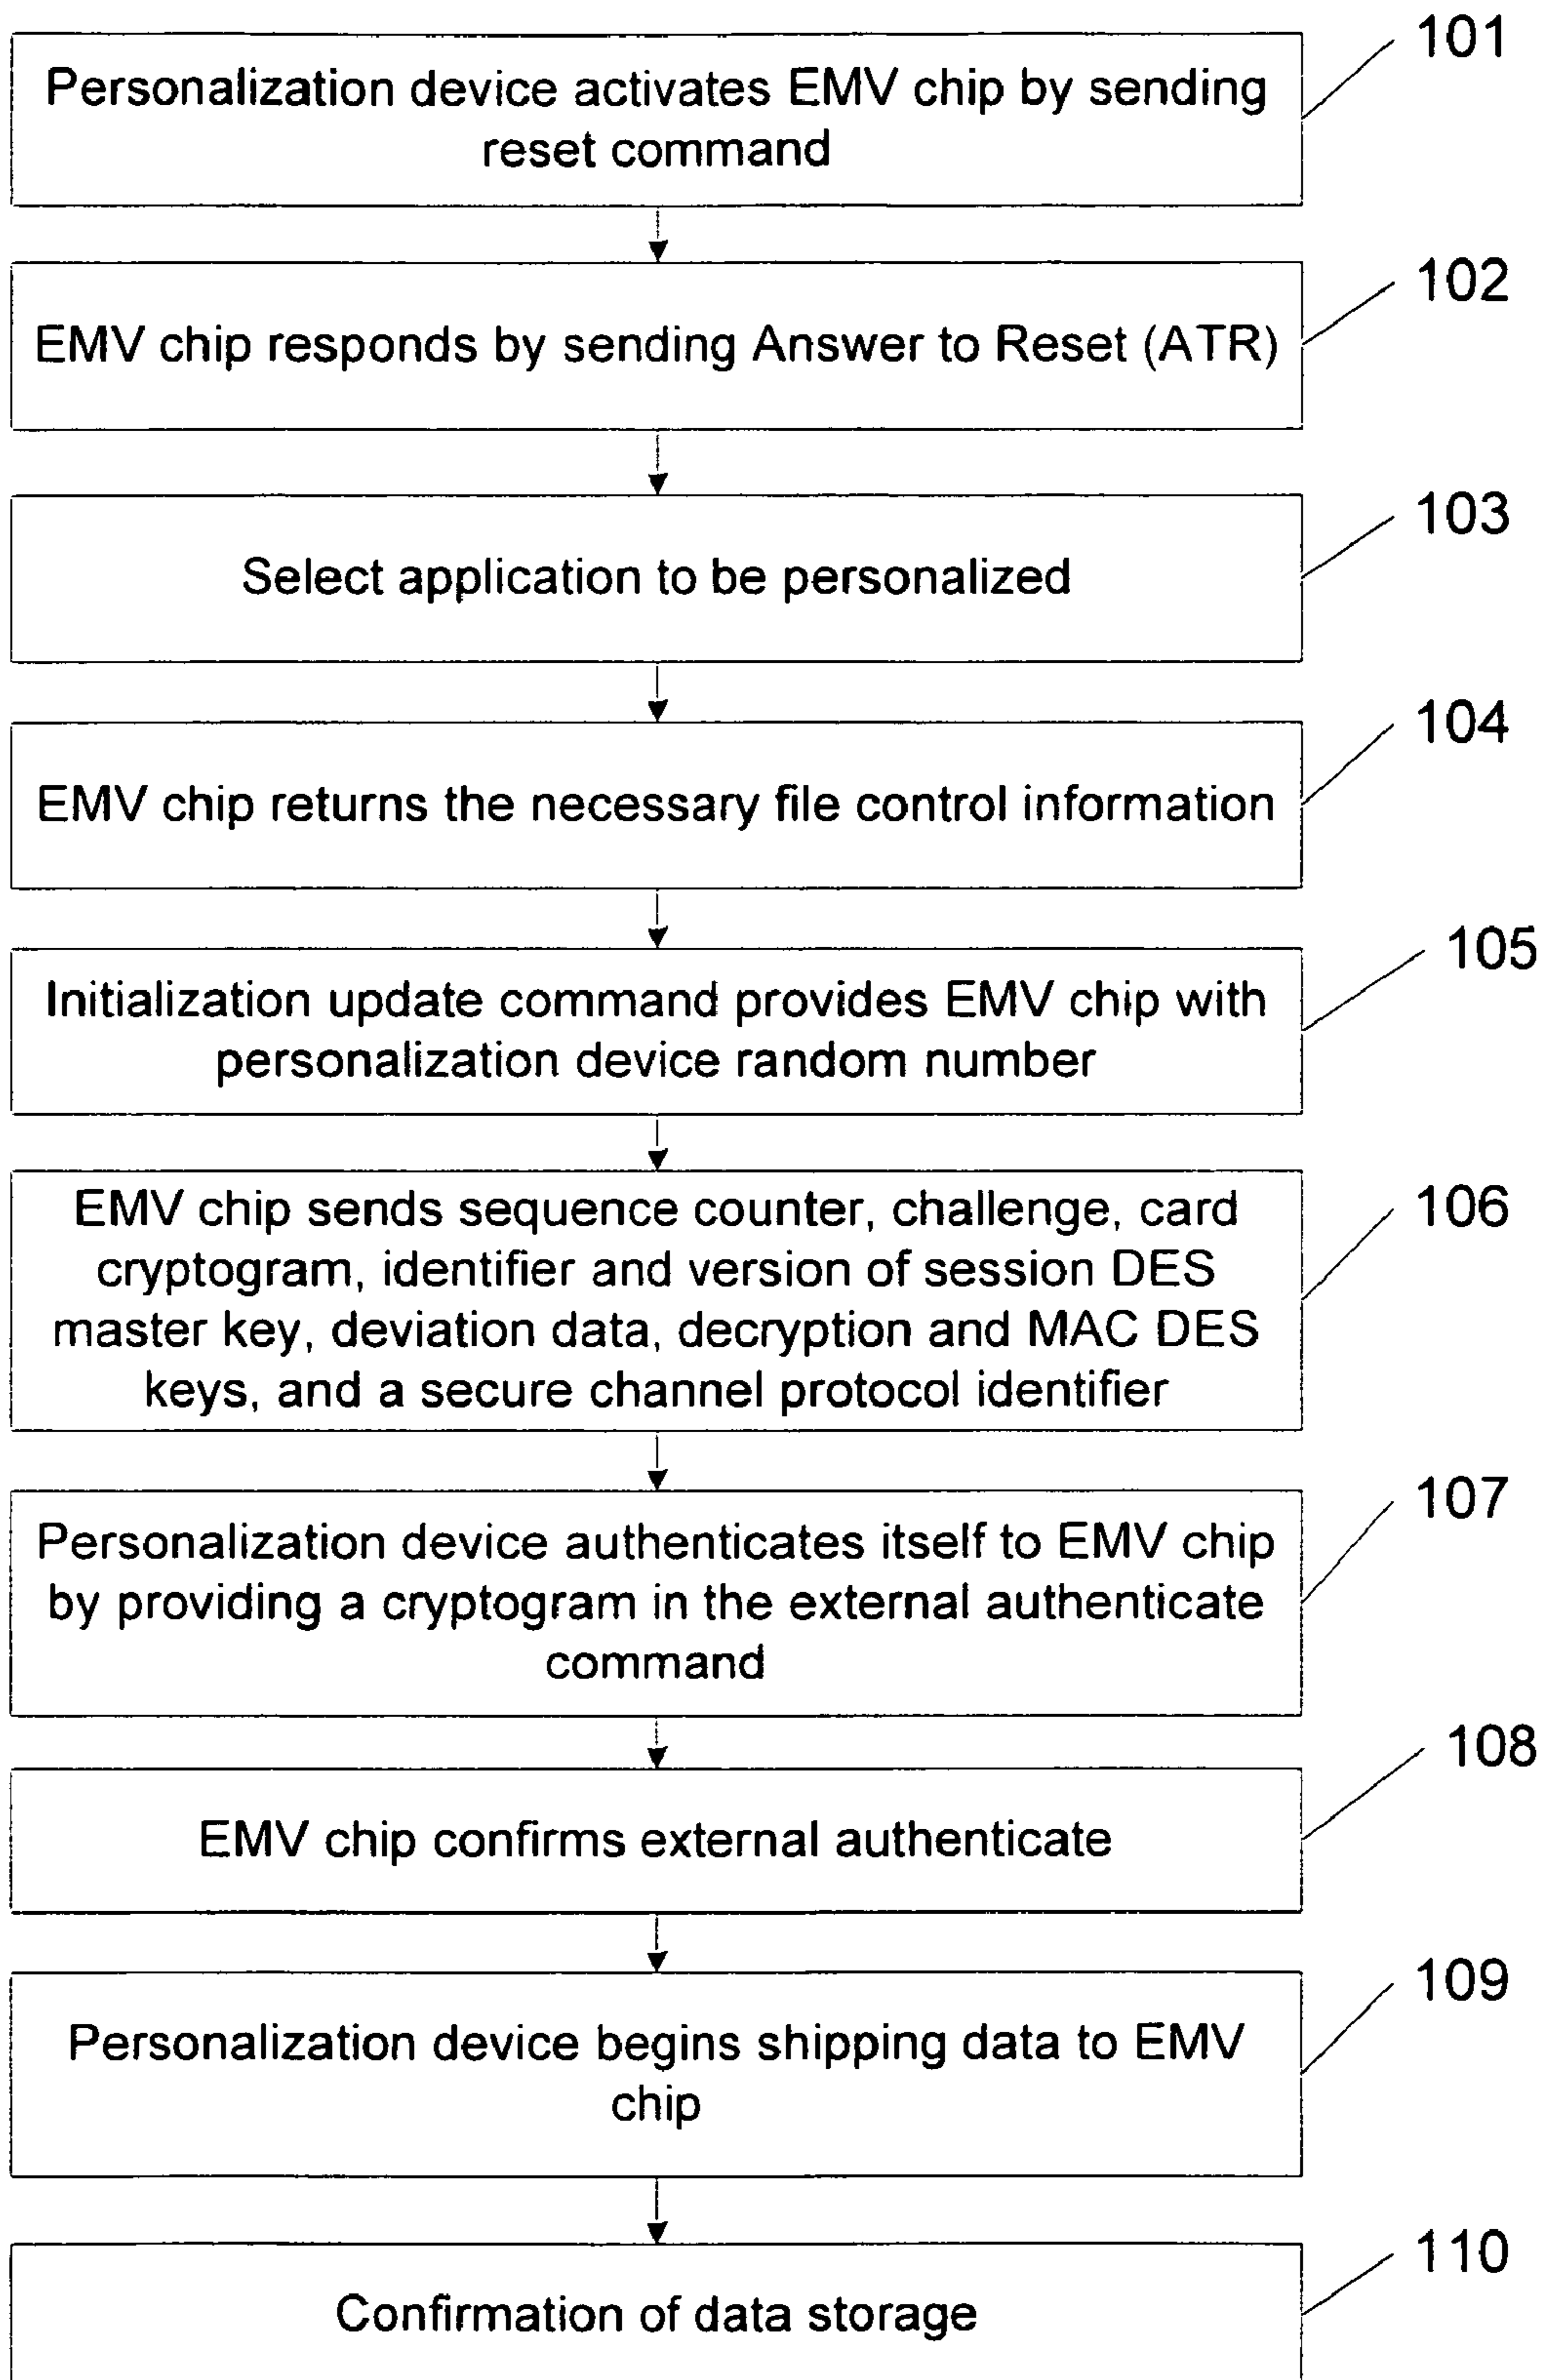 101
Personalization device activates EMV chip by sending
reset command
102
EMV chip responds by sending Answer to Reset (ATR)
103
Select application to be personalized
104
EMV chip returns the necessary file control information
105
Initialization update command provides EMV chip with
personalization device random number
106
EMV chip sends sequence counter, challenge, card
cryptogram, identifier and version of session DES
master key, deviation data, decryption and MAC DES
keys, and a secure channel protocol identifier
107
Personalization device authenticates itself to EMV chip
by providing a cryptogram in the external authenticate
command
108
EMV chip confirms external authenticate
109
Personalization device begins shipping data to EMV
chip
110
Confirmation of data storage